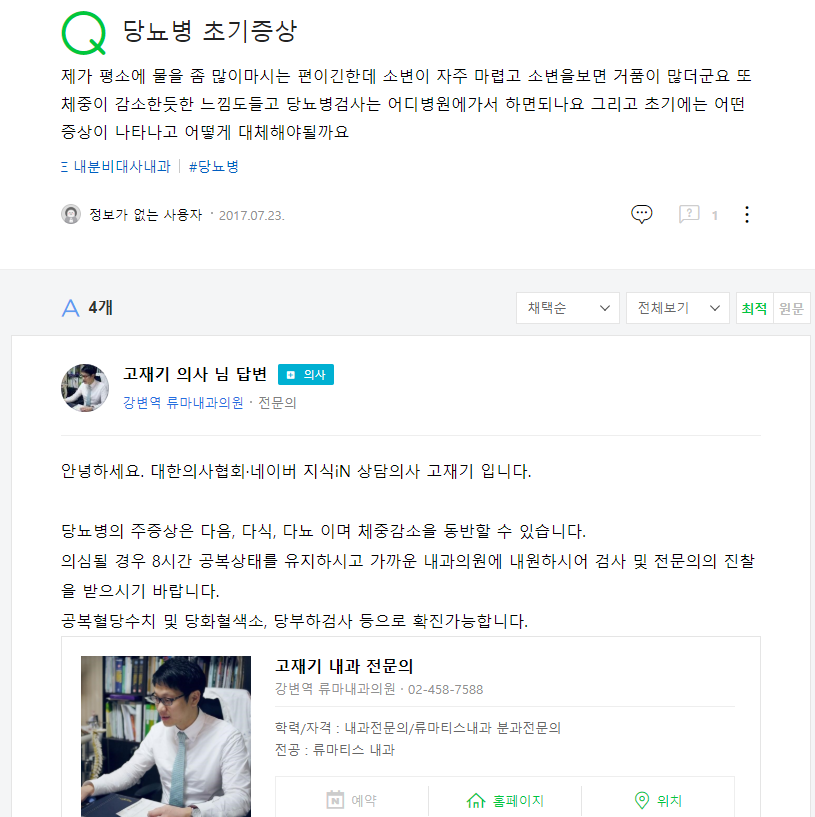 당뇨병 초기증상
제가 평소에 물을 좀 많이마시는 편이긴한데 소변이 자주 마렵고 소변을보면 거품이 많더군요 또
체중이 감소한듯한 느낌도들고 당뇨병검사는 어디병원에가서 하면되나요 그리고 초기에는 어떤
증상이 나타나고 어떻게 대체해야될까요
내분비대사내과 #당뇨병
정보가 없는 사용자 · 2017.07.23.
? 1
A 4개
채택순 전체보기 최적 원문
고재기 의사 님 답변 의사
강변역 류마내과의원 · 전문의
안녕하세요. 대한의사협회·네이버 지식iN 상담의사 고재기 입니다.
당뇨병의 주증상은 다음, 다식, 다뇨 이며 체중감소을 동반할 수 있습니다.
의심될 경우 8시간 공복상태를 유지하시고 가까운 내과의원에 내원하시어 검사 및 전문의의 진찰
을 받으시기 바랍니다.
공복혈당수치 및 당화혈색소, 당부하검사 등으로 확진가능합니다.
고재기 내과 전문의
강변역 류마내과의원 · 02-458-7588
학력/자격 : 내과전문의/류마티스내과 분과전문의
전공 : 류마티스 내과
N 예약 홈페이지 위치